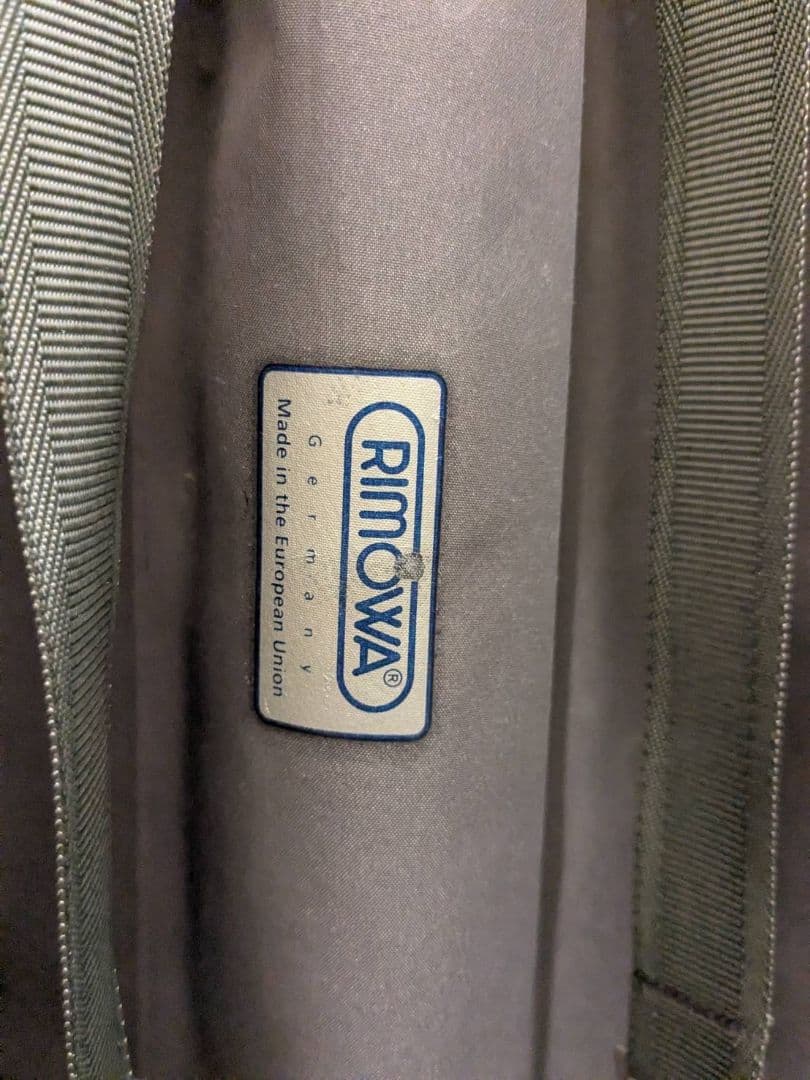 RIMOWA®
Germany
Made in the European Union